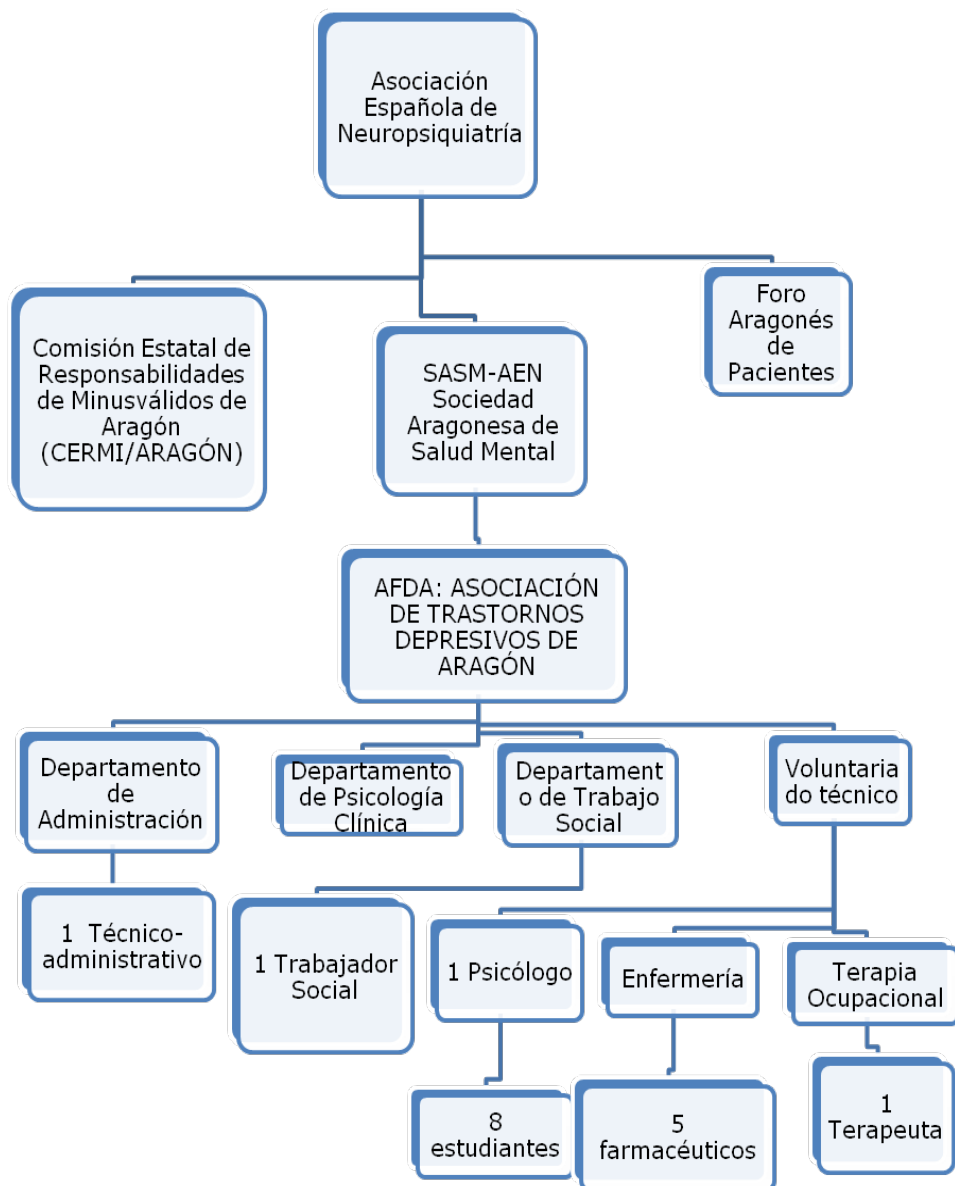 Asociación
Española de
Neuropsiquiatría
Comisión Estatal de
Responsabilidades
de Minusválidos de
Aragón
(CERMI/ARAGÓN)
SASM-AEN
Sociedad
Aragonesa de
Salud Mental
Foro
Aragonés
de
Pacientes
AFDA: ASOCIACIÓN
DE TRASTORNOS
DEPRESIVOS DE
ARAGÓN
Departamento
de
Administración
Departamento
de Psicología
Clínica
Departament
o de Trabajo
Social
Voluntaria
do técnico
1 Técnico-
administrativo
1 Trabajador
Social
1 Psicólogo
Enfermería
Terapia
Ocupacional
8
estudiantes
5
farmacéuticos
1
Terapeuta